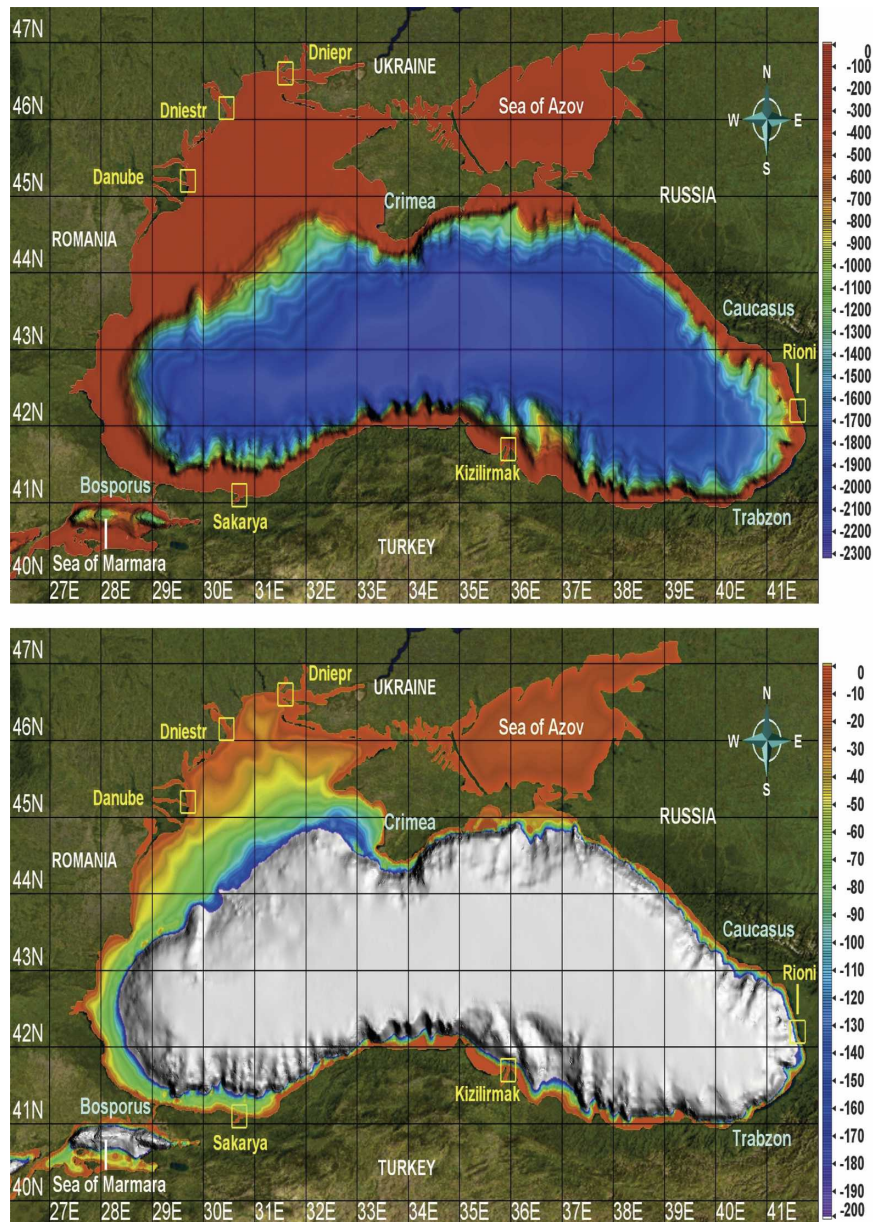 47N
Dniepr
UKRAINE
46N
Dniestr
Sea of Azov
N
W E
S
45N
Danube
Crimea
RUSSIA
ROMANIA
44N
43N
Caucasus
Rioni
42N
Kizilirmak
41N
Bosporus
Sakarya
Trabzon
TURKEY
40N
Sea of Marmara
27E 28E 29E 30E 31E 32E 33E 34E 35E 36E 37E 38E 39E 40E 41E
0
-100
-200
-300
-400
-500
-600
-700
-800
-900
-1000
-1100
-1200
-1300
-1400
-1500
-1600
-1700
-1800
-1900
-2000
-2100
-2200
-2300
47N
Dniepr
UKRAINE
46N
Dniestr
Sea of Azov
N
W E
S
45N
Danube
Crimea
RUSSIA
ROMANIA
44N
43N
Caucasus
Rioni
42N
Kizilirmak
41N
Bosporus
Sakarya
Trabzon
TURKEY
40N
Sea of Marmara
27E 28E 29E 30E 31E 32E 33E 34E 35E 36E 37E 38E 39E 40E 41E
0
-10
-20
-30
-40
-50
-60
-70
-80
-90
-100
-110
-120
-130
-140
-150
-160
-170
-180
-190
-200